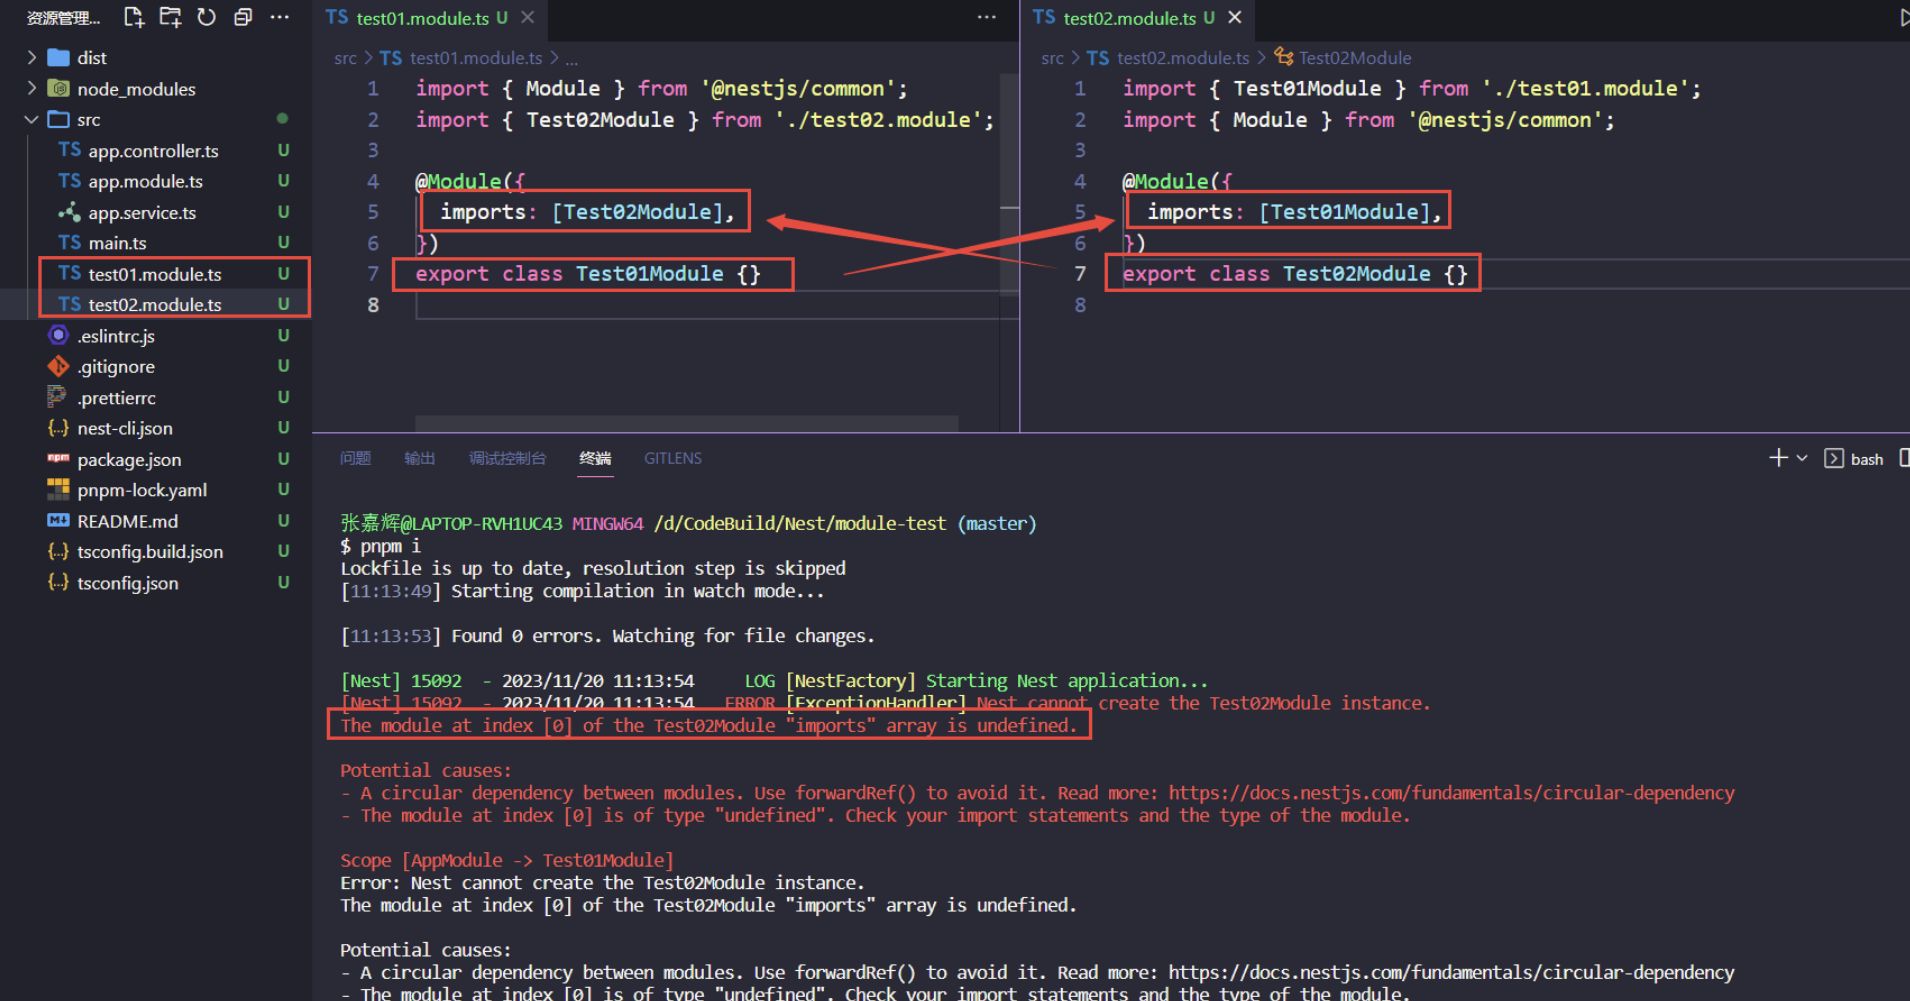 资源管理...
dist
node_modules
src
TS app.controller.ts U
TS app.module.ts U
app.service.ts U
TS main.ts U
TS test01.module.ts U
TS test02.module.ts U
.eslintrc.js U
.gitignore U
.prettierrc U
{..} nest-cli.json U
npm package.json U
pnpm-lock.yaml U
M↓ README.md U
{..} tsconfig.build.json U
{..} tsconfig.json U
TS test01.module.ts U
src > TS test01.module.ts > ...
1 import { Module } from '@nestjs/common';
2 import { Test02Module } from './test02.module';
3
4 @Module({
5 imports: [Test02Module],
6 })
7 export class Test01Module {}
8
TS test02.module.ts U
src > TS test02.module.ts > Test02Module
1 import { Test01Module } from './test01.module';
2 import { Module } from '@nestjs/common';
3
4 @Module({
5 imports: [Test01Module],
6 })
7 export class Test02Module {}
8
问题 输出 调试控制台 终端 GITLENS
bash
张嘉辉@LAPTOP-RVH1UC43 MINGW64 /d/CodeBuild/Nest/module-test (master)
$ pnpm i
Lockfile is up to date, resolution step is skipped
[11:13:49] Starting compilation in watch mode...
[11:13:53] Found 0 errors. Watching for file changes.
[Nest] 15092 - 2023/11/20 11:13:54 LOG [NestFactory] Starting Nest application...
[Nest] 15092 - 2023/11/20 11:13:54 ERROR [ExceptionHandler] Nest cannot create the Test02Module instance.
The module at index [0] of the Test02Module "imports" array is undefined.
Potential causes:
- A circular dependency between modules. Use forwardRef() to avoid it. Read more: https://docs.nestjs.com/fundamentals/circular-dependency
- The module at index [0] is of type "undefined". Check your import statements and the type of the module.
Scope [AppModule -> Test01Module]
Error: Nest cannot create the Test02Module instance.
The module at index [0] of the Test02Module "imports" array is undefined.
Potential causes:
- A circular dependency between modules. Use forwardRef() to avoid it. Read more: https://docs.nestjs.com/fundamentals/circular-dependency
- The module at index [0] is of type "undefined". Check your import statements and the type of the module.